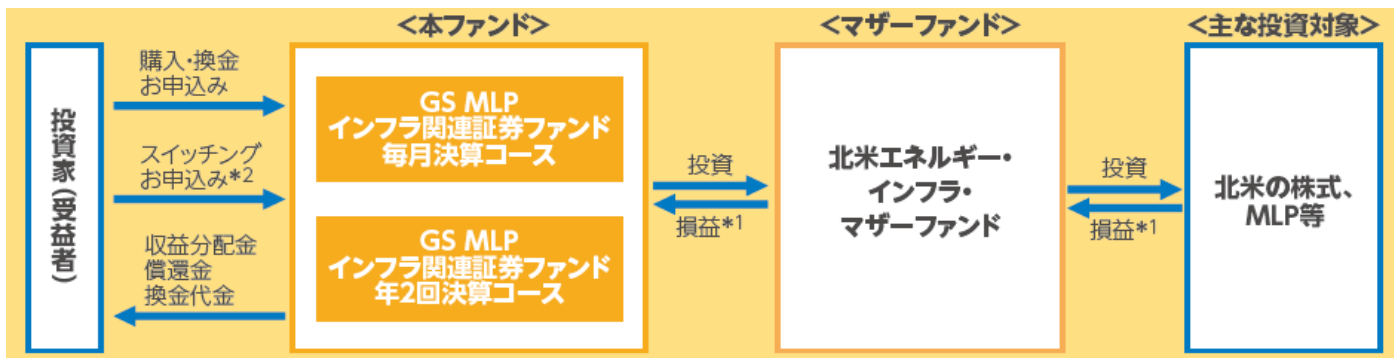 <本ファンド>
<マザーファンド>
<主な投資対象>
投資家(受益者)
購入・換金
お申込み
スイッチング
お申込み*2
収益分配金
償還金
換金代金
GS MLP
インフラ関連証券ファンド
毎月決算コース
GS MLP
インフラ関連証券ファンド
年2回決算コース
投資
損益*1
北米エネルギー・
インフラ・
マザーファンド
投資
損益*1
北米の株式、
MLP等